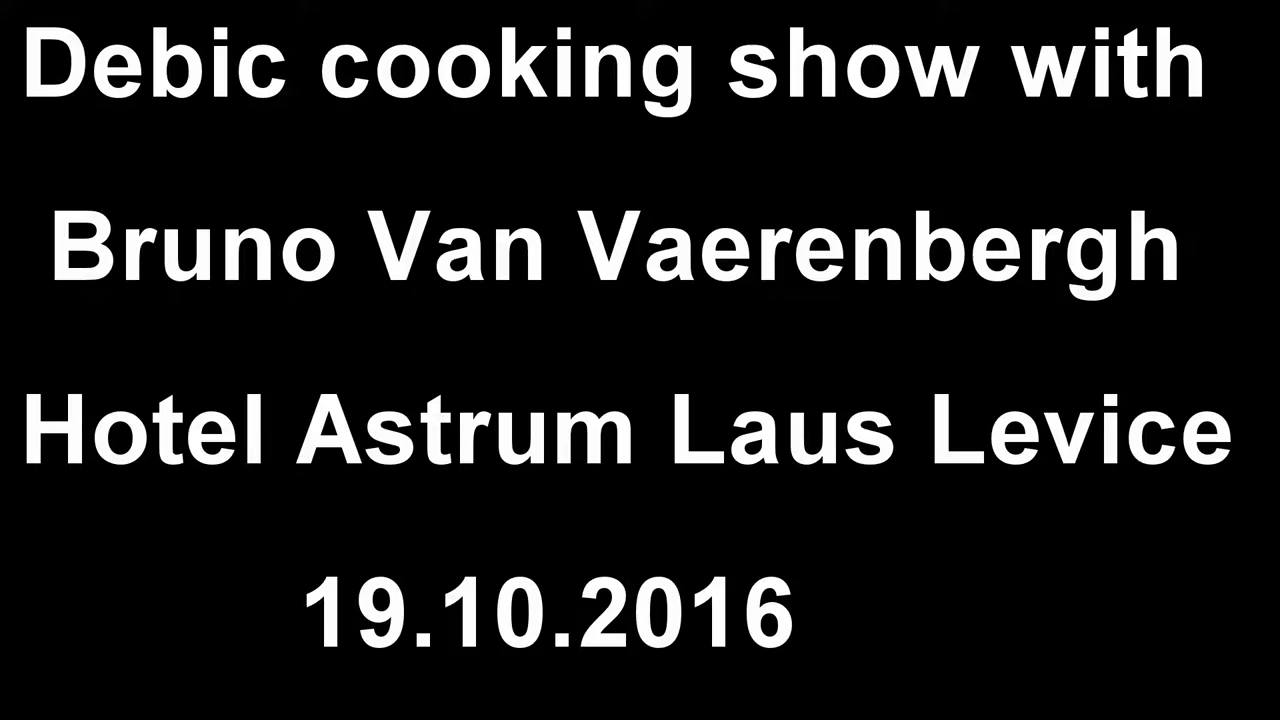 Debic cooking show with
Bruno Van Vaerenbergh
Hotel Astrum Laus Levice
19.10.2016